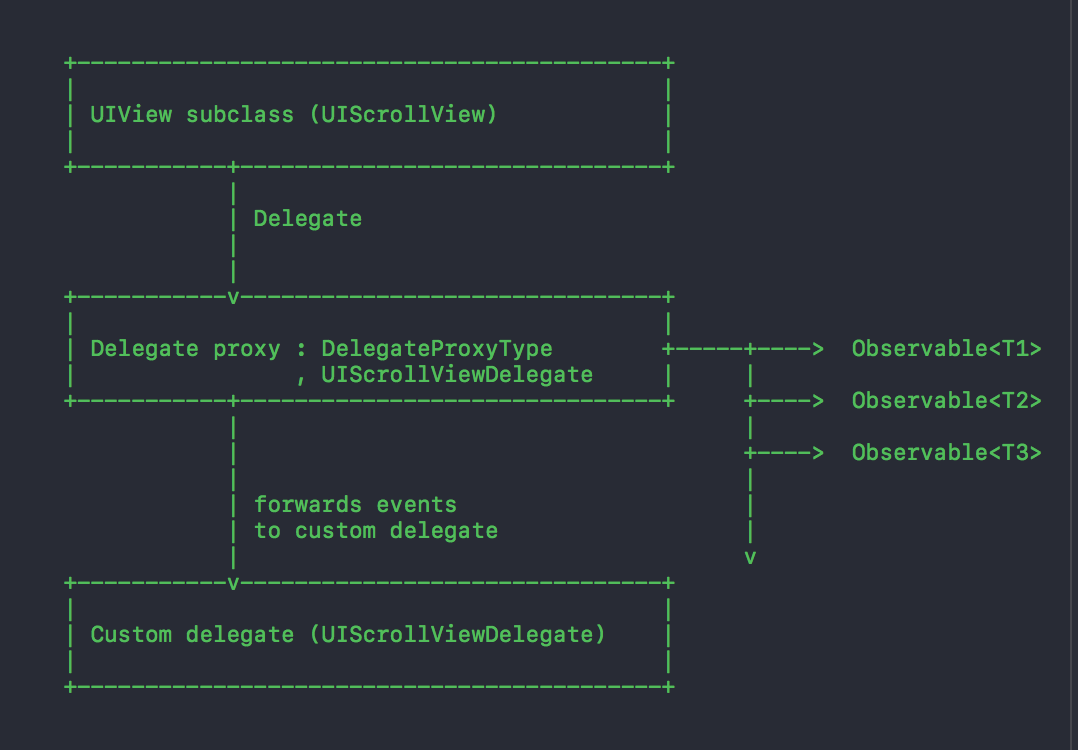 UIView subclass (UIScrollView)
Delegate
Delegate proxy : DelegateProxyType
, UIScrollViewDelegate
Observable<T1>
Observable<T2>
Observable<T3>
forwards events
to custom delegate
Custom delegate (UIScrollViewDelegate)